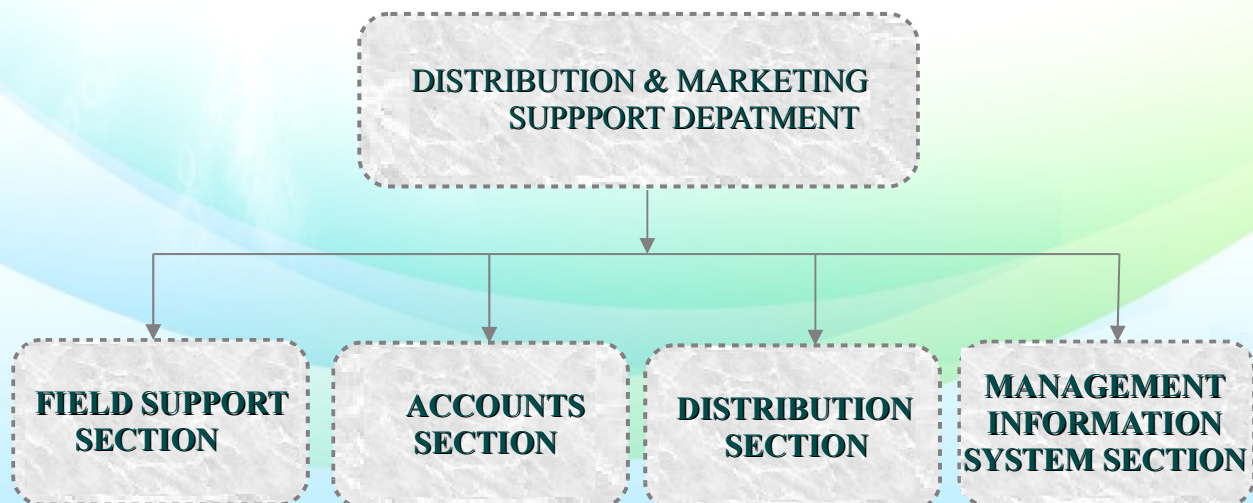 DISTRIBUTION & MARKETING
SUPPPORT DEPATMENT
FIELD SUPPORT
SECTION
ACCOUNTS
SECTION
DISTRIBUTION
SECTION
MANAGEMENT
INFORMATION
SYSTEM SECTION